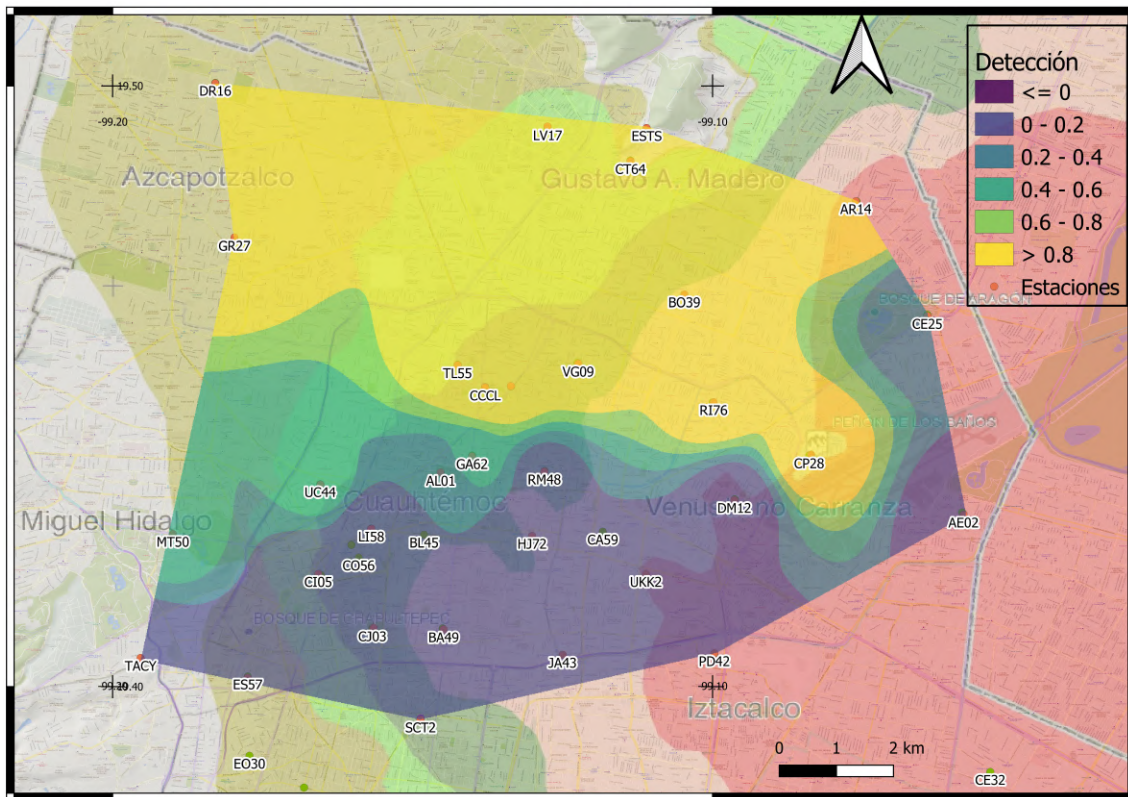 Detección
<= 0
0 - 0.2
0.2 - 0.4
0.4 - 0.6
0.6 - 0.8
> 0.8
Estaciones
19.50
-99.20
-99.10
DR16
LV17
ESTS
CT64
Azcapotzalco
Gustavo A. Madero
AR14
GR27
BO39
BOSQUE DE ARAGON
CE25
TL55
VG09
CCCL
RI76
PEÑON DE LOS BAÑOS
GA62
CP28
AL01
RM48
UC44
Cuauhtémoc
Venustiano Carranza
DM12
Miguel Hidalgo
AE02
MT50
LI58
BL45
HJ72
CA59
CO56
CI05
UKK2
BOSQUE DE CHAPULTEPEC
CJ03
BA49
TACY
JA43
PD42
ES57
-99.10
Iztacalco
SCT2
0 1 2 km
EO30
CE32